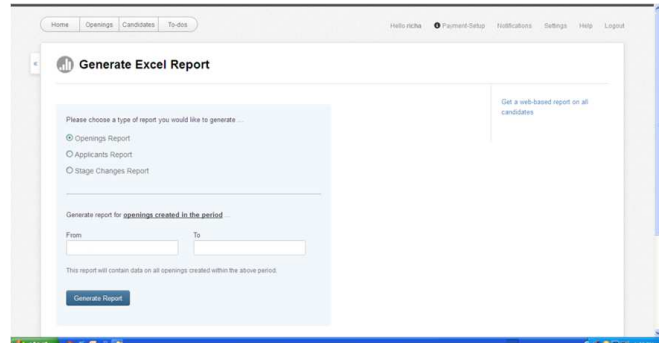 Home Openings Candidates To-dos
Hello richa Payment-Setup Notifications Settings Help Logout
«
Generate Excel Report
Get a web-based report on all
candidates
Please choose a type of report you would like to generate ...
Openings Report
Applicants Report
Stage Changes Report
Generate report for openings created in the period ...
From To
This report will contain data on all openings created within the above period.
Generate Report